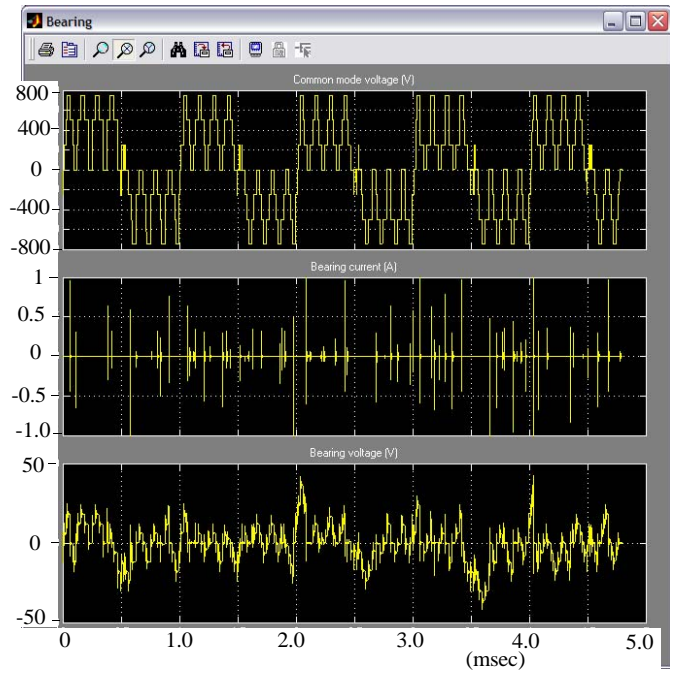 Bearing
Common mode voltage (V)
800
400
0
-400
-800
Bearing current (A)
1
0.5
0
-0.5
-1.0
Bearing voltage (V)
50
0
-50
0 1.0 2.0 3.0 4.0 5.0
(msec)